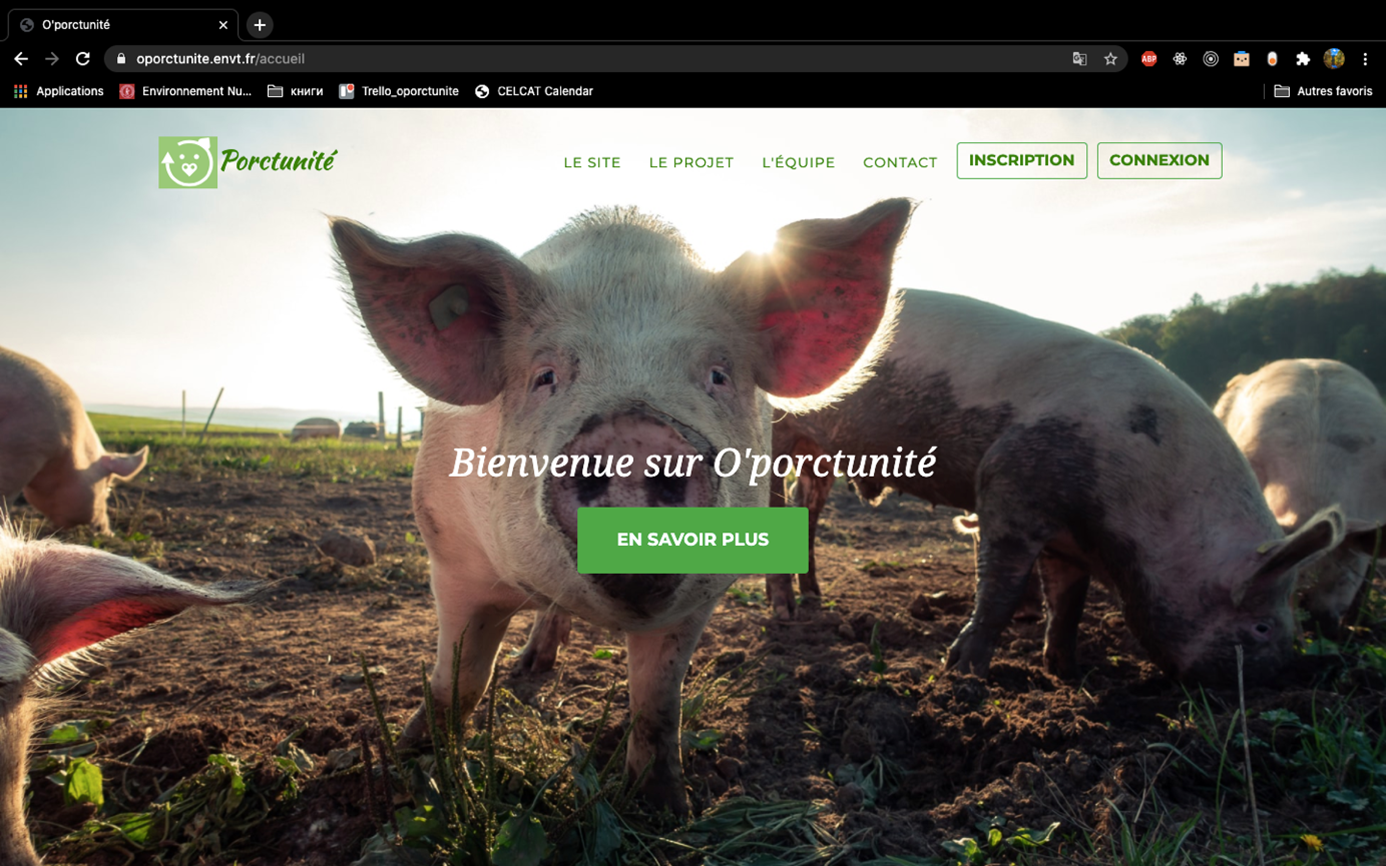 O'porctunité
oporctunite.envt.fr/accueil
ABP
Applications Environnement Nu... книги Trello_oporctunite CELCAT Calendar Autres favoris
Porctunité LE SITE LE PROJET L'ÉQUIPE CONTACT INSCRIPTION CONNEXION
Bienvenue sur O'porctunité
EN SAVOIR PLUS